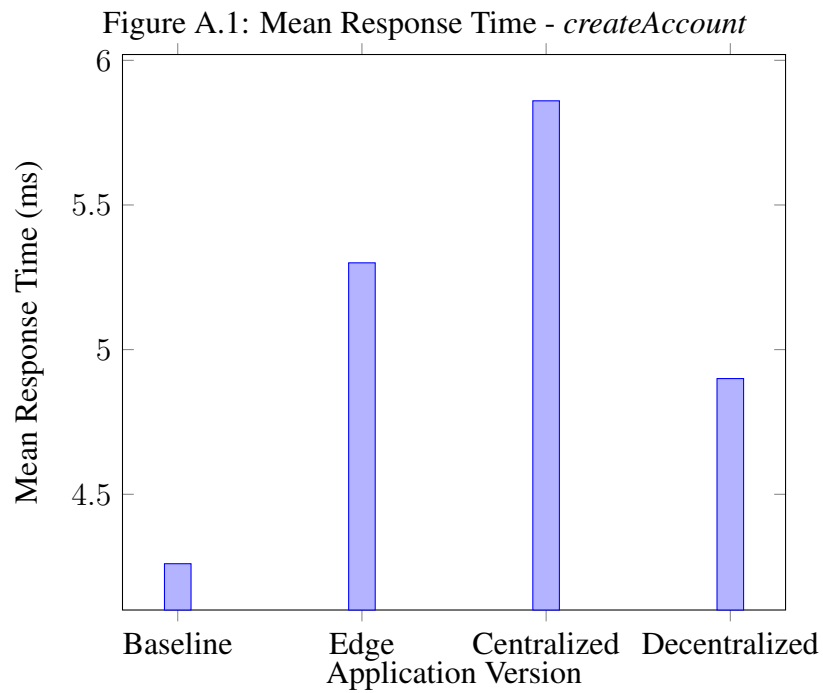 Figure A.1: Mean Response Time - createAccount
Mean Response Time (ms)
6
5.5
5
4.5
Baseline Edge Centralized Decentralized
Application Version